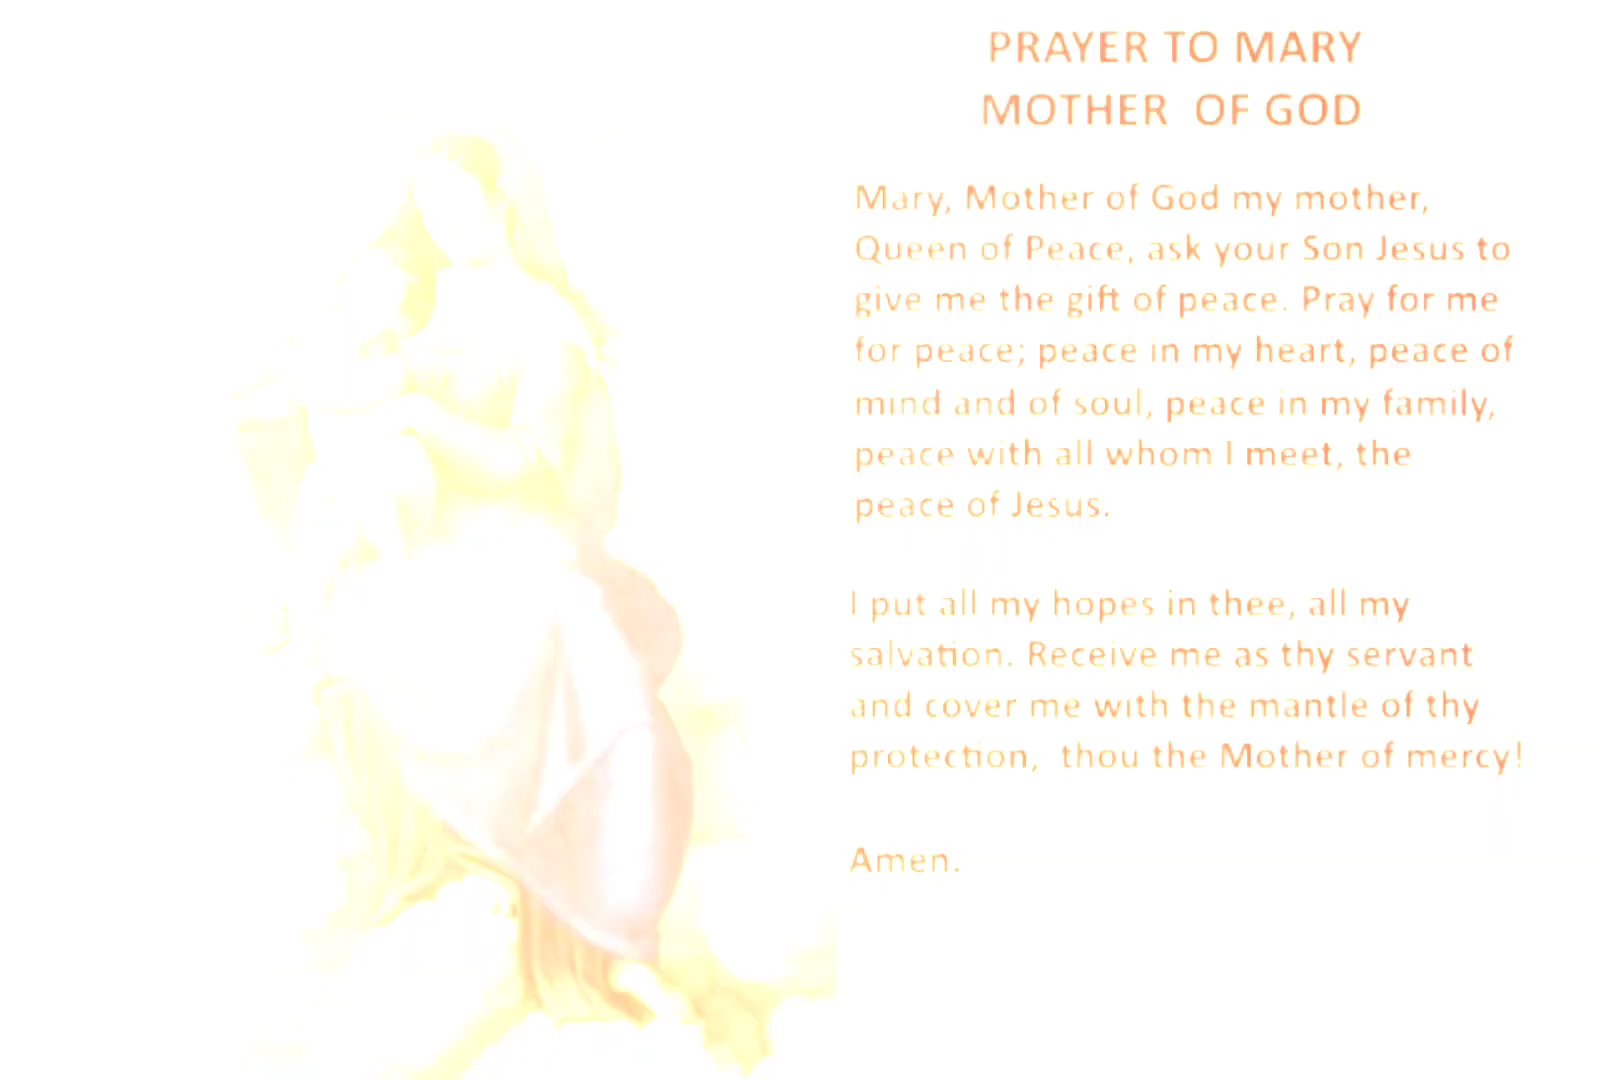 PRAYER TO MARY
MOTHER OF GOD
Mary, Mother of God my mother,
Queen of Peace, ask your Son Jesus to
give me the gift of peace. Pray for me
for peace; peace in my heart, peace of
mind and of soul, peace in my family,
peace with all whom I meet, the
peace of Jesus.
I put all my hopes in thee, all my
salvation. Receive me as thy servant
and cover me with the mantle of thy
protection, thou the Mother of mercy!
Amen.